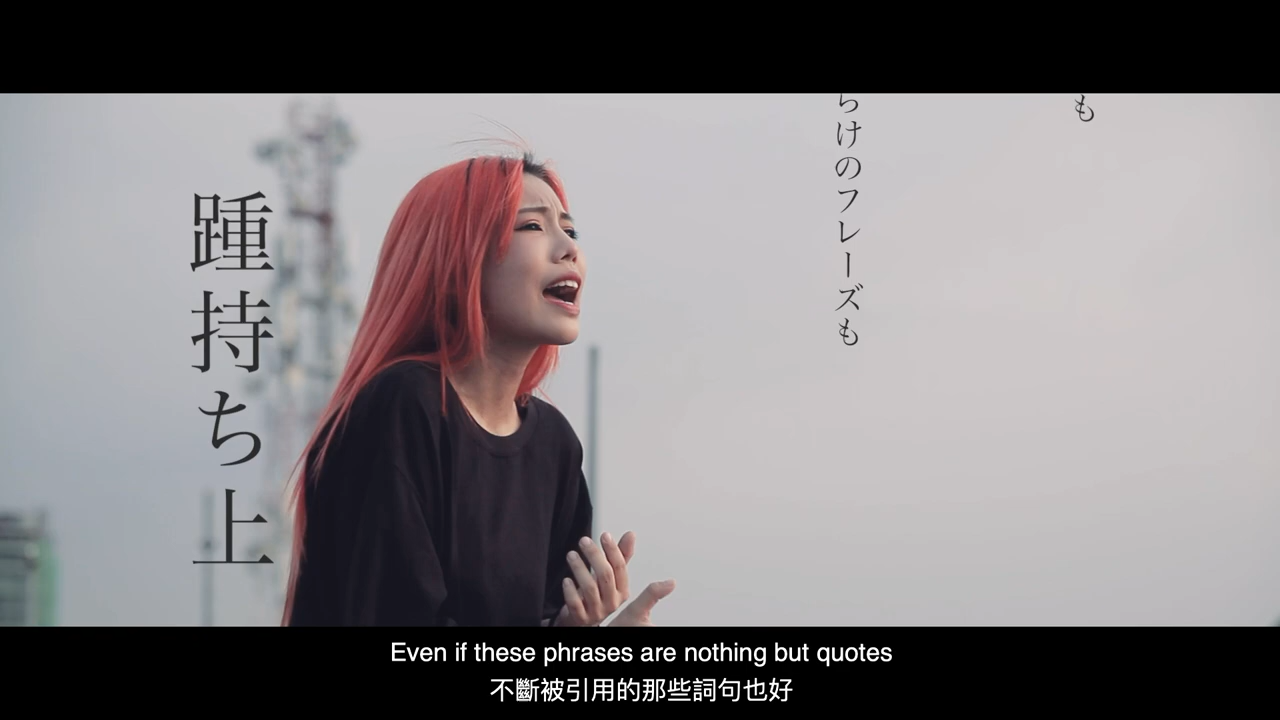 も
らけのフレーズも
踵持ち上
Even if these phrases are nothing but quotes
不斷被引用的那些詞句也好